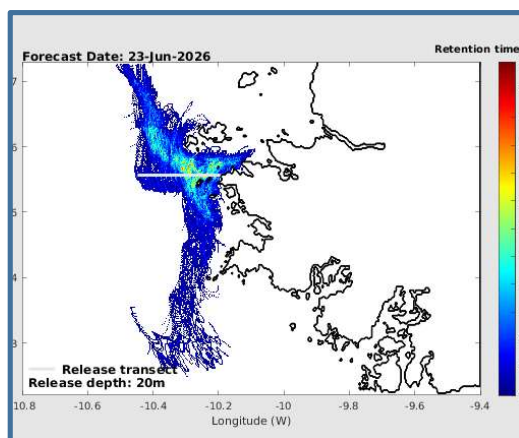 Retention time
Forecast Date: 23-Jun-2026
7
6
5
4
3
Release transect
Release depth: 20m
10.8 -10.6 -10.4 -10.2 -10 -9.8 -9.6 -9.4
Longitude (W)